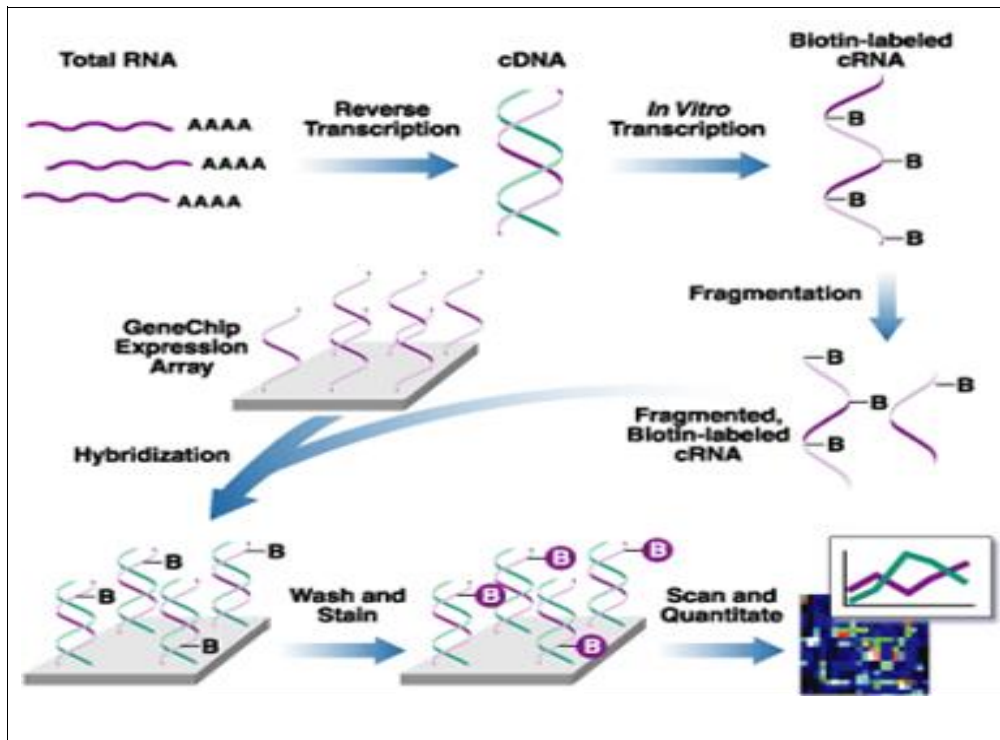 Total RNA
AAAA
AAAA
AAAA
Reverse
Transcription
cDNA
In Vitro
Transcription
Biotin-labeled
cRNA
B
B
B
B
Fragmentation
GeneChip
Expression
Array
B
B
B
B
Fragmented,
Biotin-labeled
cRNA
Hybridization
B
B
B
B
Wash and
Stain
B
B
B
B
Scan and
Quantitate